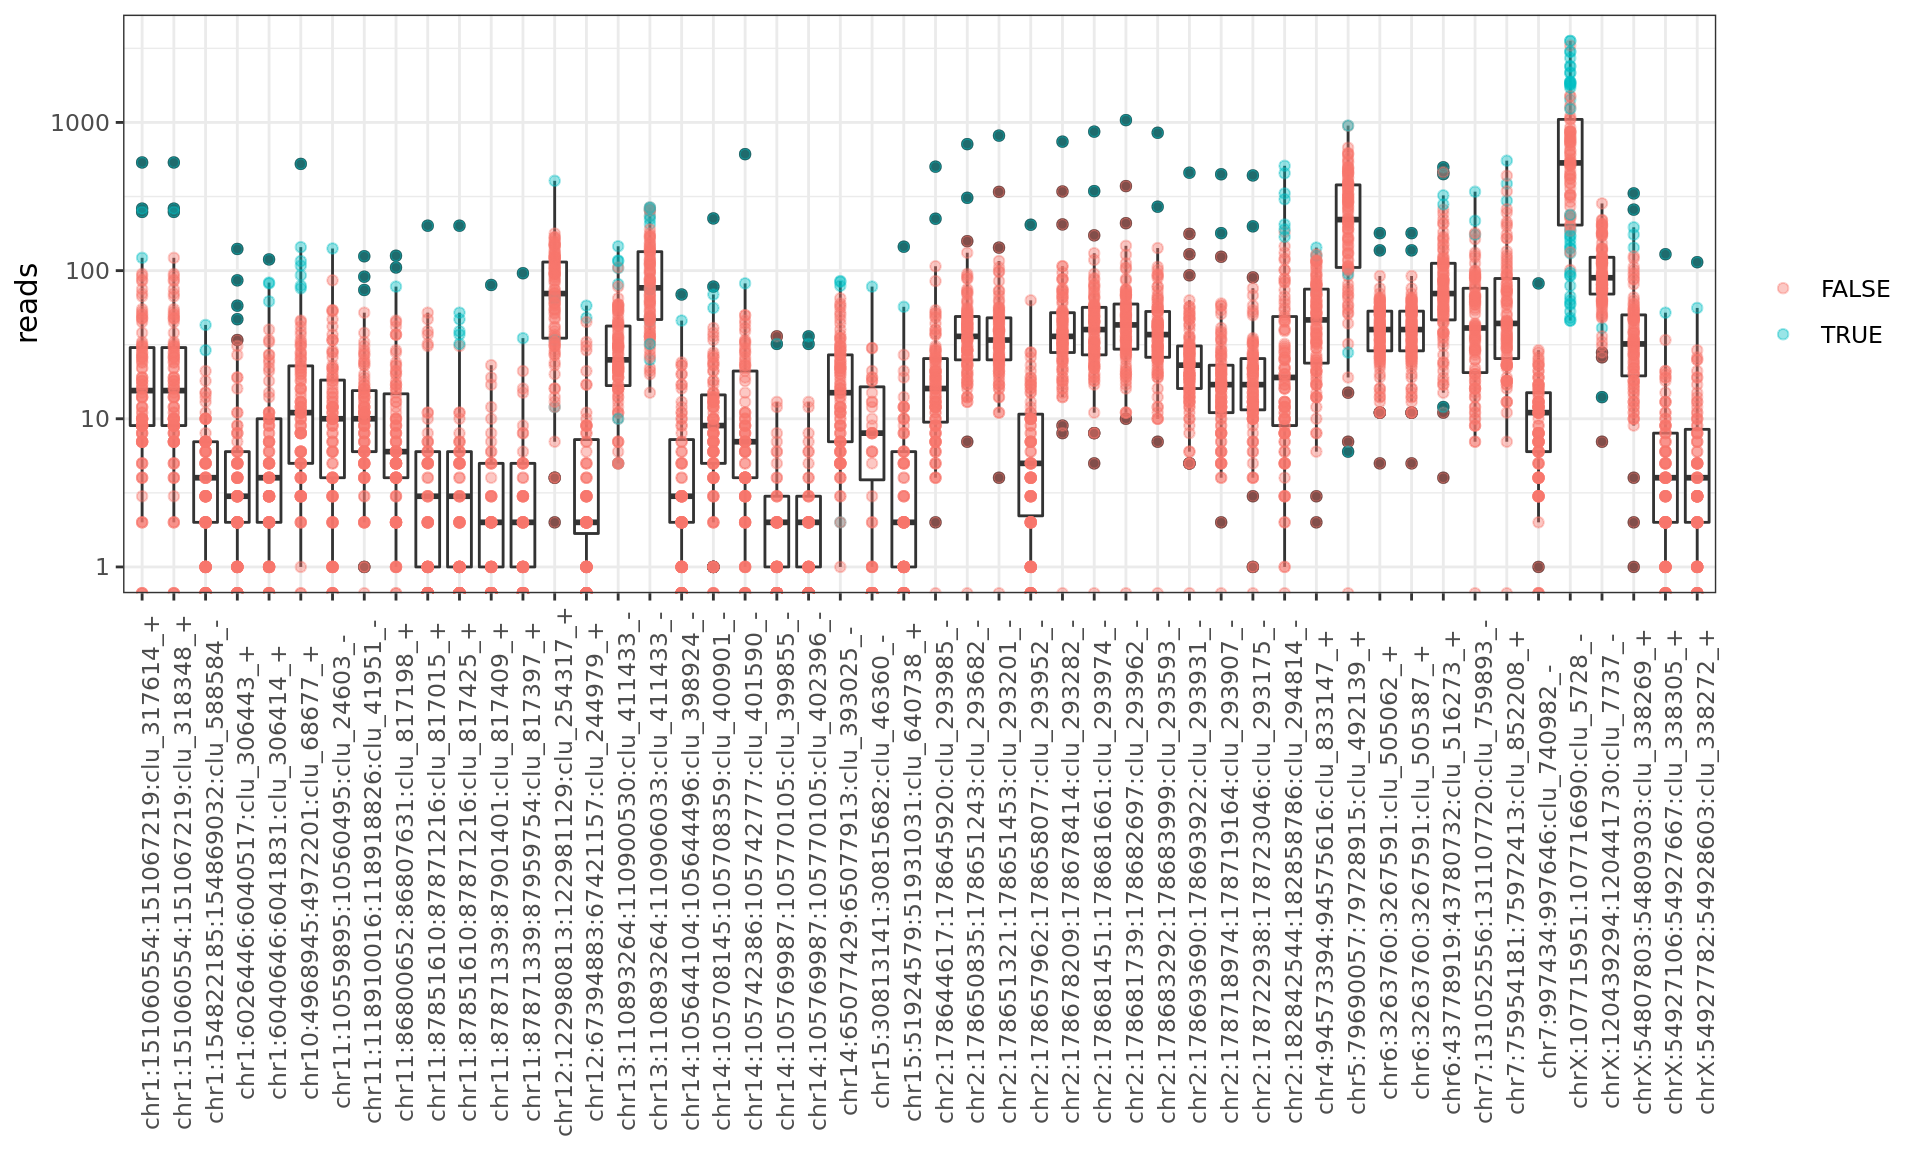 reads
1000
100
10
1
FALSE
TRUE
chr1:151060554:151067219:clu_317614_+
chr1:151060554:151067219:clu_318348_+
chr1:154822185:154869032:clu_588584_-
chr1:6026446:6040517:clu_306443_+
chr1:6040646:6041831:clu_306414_+
chr10:4968945:4972201:clu_68677_+
chr11:10559895:10560495:clu_24603_-
chr11:118910016:118918826:clu_41951_-
chr11:86800652:86807631:clu_817198_+
chr11:87851610:87871216:clu_817015_+
chr11:87851610:87871216:clu_817425_+
chr11:87871339:87901401:clu_817409_+
chr11:87871339:87959754:clu_817397_+
chr12:122980813:122981129:clu_254317_+
chr12:67394883:67421157:clu_244979_+
chr13:110893264:110900530:clu_411433_-
chr13:110893264:110906033:clu_411433_-
chr14:105644104:105644496:clu_398924_-
chr14:105708145:105708359:clu_400901_-
chr14:105742386:105742777:clu_401590_-
chr14:105769987:105770105:clu_399855_-
chr14:105769987:105770105:clu_402396_-
chr14:65077429:65077913:clu_393025_-
chr15:30813141:30815682:clu_46360_-
chr15:51924579:51931031:clu_640738_+
chr2:178644617:178645920:clu_293985_-
chr2:178650835:178651243:clu_293682_-
chr2:178651321:178651453:clu_293201_-
chr2:178657962:178658077:clu_293952_-
chr2:178678209:178678414:clu_293282_-
chr2:178681451:178681661:clu_293974_-
chr2:178681739:178682697:clu_293962_-
chr2:178683292:178683999:clu_293593_-
chr2:178693690:178693922:clu_293931_-
chr2:178718974:178719164:clu_293907_-
chr2:178722938:178723046:clu_293175_-
chr2:182842544:182858786:clu_294814_-
chr4:94573394:94575616:clu_833147_+
chr5:79690057:79728915:clu_492139_+
chr6:3263760:3267591:clu_505062_+
chr6:3263760:3267591:clu_505387_+
chr6:43778919:43780732:clu_516273_+
chr7:131052556:131107720:clu_759893_-
chr7:75954181:75972413:clu_852208_+
chr7:997434:997646:clu_740982_-
chrX:107715951:107716690:clu_5728_-
chrX:120439294:120441730:clu_7737_-
chrX:54807803:54809303:clu_338269_+
chrX:54927106:54927667:clu_338305_+
chrX:54927782:54928603:clu_338272_+